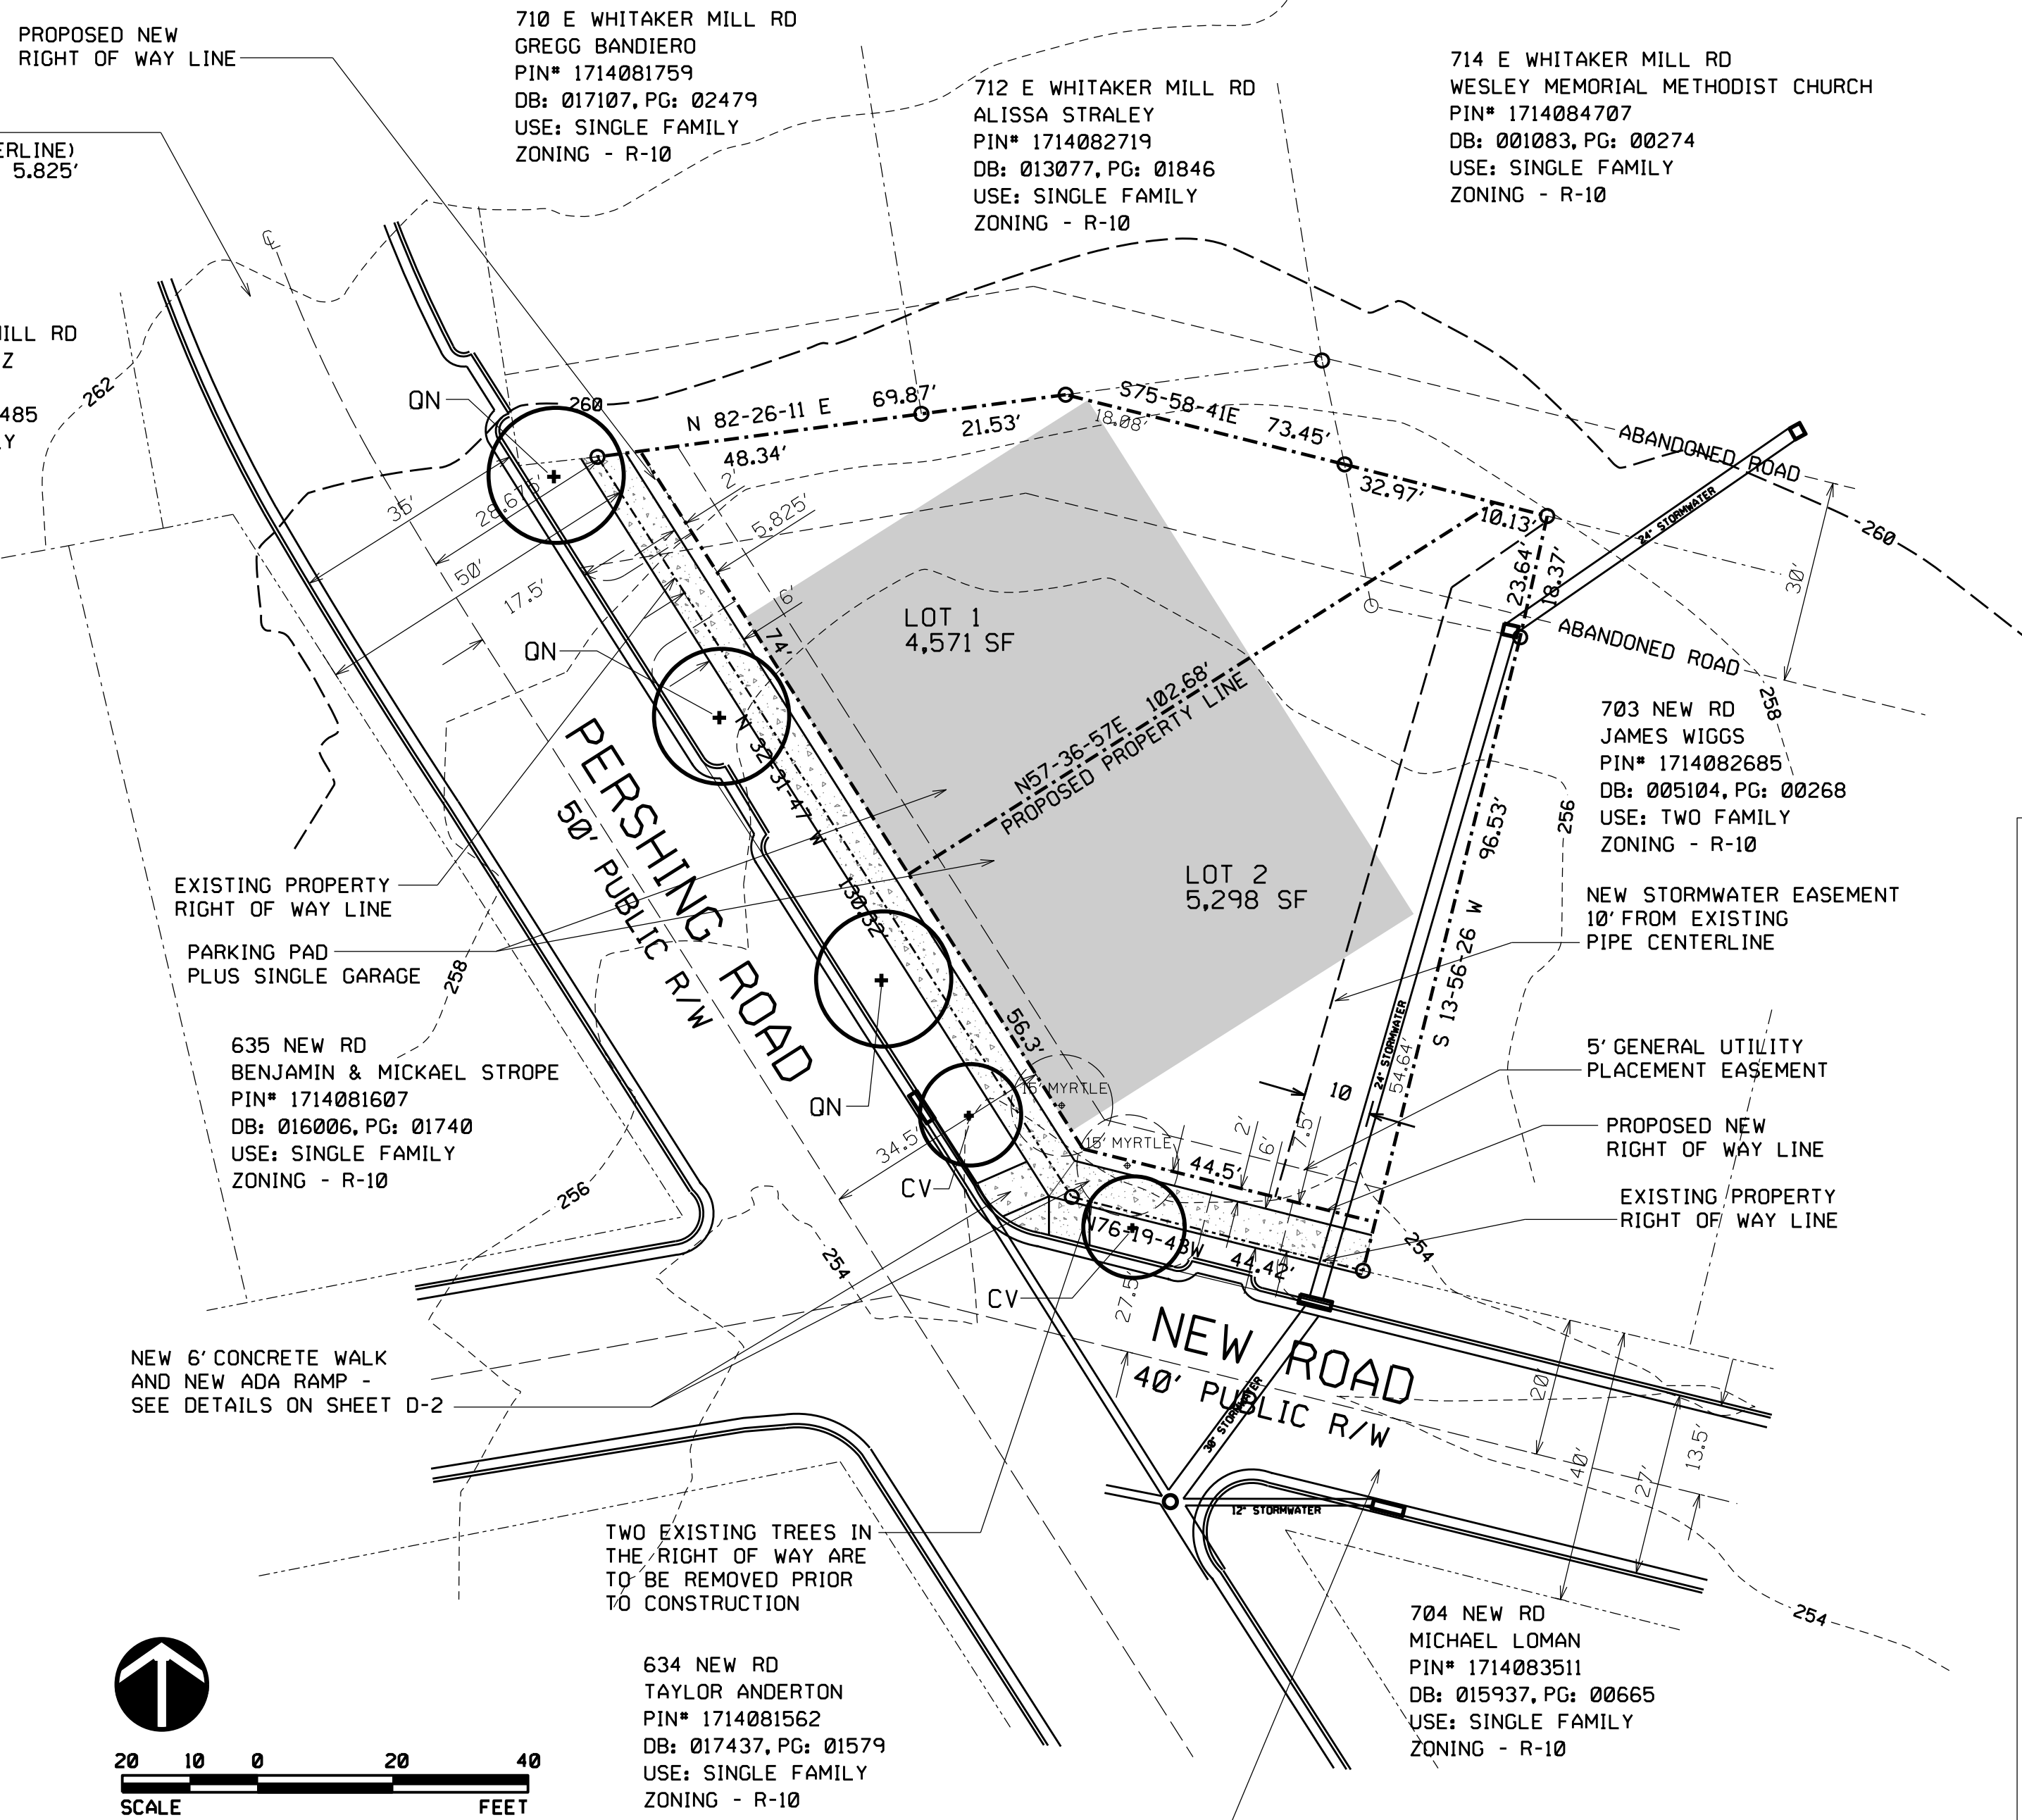 PROPOSED NEW
RIGHT OF WAY LINE
710 E WHITAKER MILL RD
GREGG BANDIERO
PIN# 1714081759
DB: 017107, PG: 02479
USE: SINGLE FAMILY
ZONING - R-10
712 E WHITAKER MILL RD
ALISSA STRALEY
PIN# 1714082719
DB: 013077, PG: 01846
USE: SINGLE FAMILY
ZONING - R-10
714 E WHITAKER MILL RD
WESLEY MEMORIAL METHODIST CHURCH
PIN# 1714084707
DB: 001083, PG: 00274
USE: SINGLE FAMILY
ZONING - R-10
ERLINE)
5.825'
ILL RD
Z
485
Y
262
QN
260
N 82-26-11 E
69.87'
48.34'
21.53'
S75-58-41E
18.08'
73.45'
32.97'
10.13'
ABANDONED ROAD
24" STORMWATER
260
23.64'
18.37'
30'
ABANDONED ROAD
258
35'
28.675'
50'
17.5'
2'
5.825'
6'
QN
74'
N 32-31-47 W
130.32'
LOT 1
4,571 SF
N57-36-57E 102.68'
PROPOSED PROPERTY LINE
LOT 2
5,298 SF
PERSHING ROAD
50' PUBLIC R/W
703 NEW RD
JAMES WIGGS
PIN# 1714082685
DB: 005104, PG: 00268
USE: TWO FAMILY
ZONING - R-10
256
96.53'
S 13-56-26 W
24" STORMWATER
54.64'
NEW STORMWATER EASEMENT
10' FROM EXISTING
PIPE CENTERLINE
EXISTING PROPERTY
RIGHT OF WAY LINE
PARKING PAD
PLUS SINGLE GARAGE
258
635 NEW RD
BENJAMIN & MICKAEL STROPE
PIN# 1714081607
DB: 016006, PG: 01740
USE: SINGLE FAMILY
ZONING - R-10
56.3'
QN
15' MYRTLE
15' MYRTLE
34.5'
CV
10
2'
6'
7.5'
44.5'
5' GENERAL UTILITY
PLACEMENT EASEMENT
PROPOSED NEW
RIGHT OF WAY LINE
EXISTING PROPERTY
RIGHT OF WAY LINE
256
254
N76-19-43W
44.42'
254
CV
27.5'
NEW ROAD
40' PUBLIC R/W
30" STORMWATER
20'
40'
27'
13.5'
NEW 6' CONCRETE WALK
AND NEW ADA RAMP -
SEE DETAILS ON SHEET D-2
12" STORMWATER
TWO EXISTING TREES IN
THE RIGHT OF WAY ARE
TO BE REMOVED PRIOR
TO CONSTRUCTION
254
704 NEW RD
MICHAEL LOMAN
PIN# 1714083511
DB: 015937, PG: 00665
USE: SINGLE FAMILY
ZONING - R-10
634 NEW RD
TAYLOR ANDERTON
PIN# 1714081562
DB: 017437, PG: 01579
USE: SINGLE FAMILY
ZONING - R-10
20 10 0 20 40
SCALE FEET